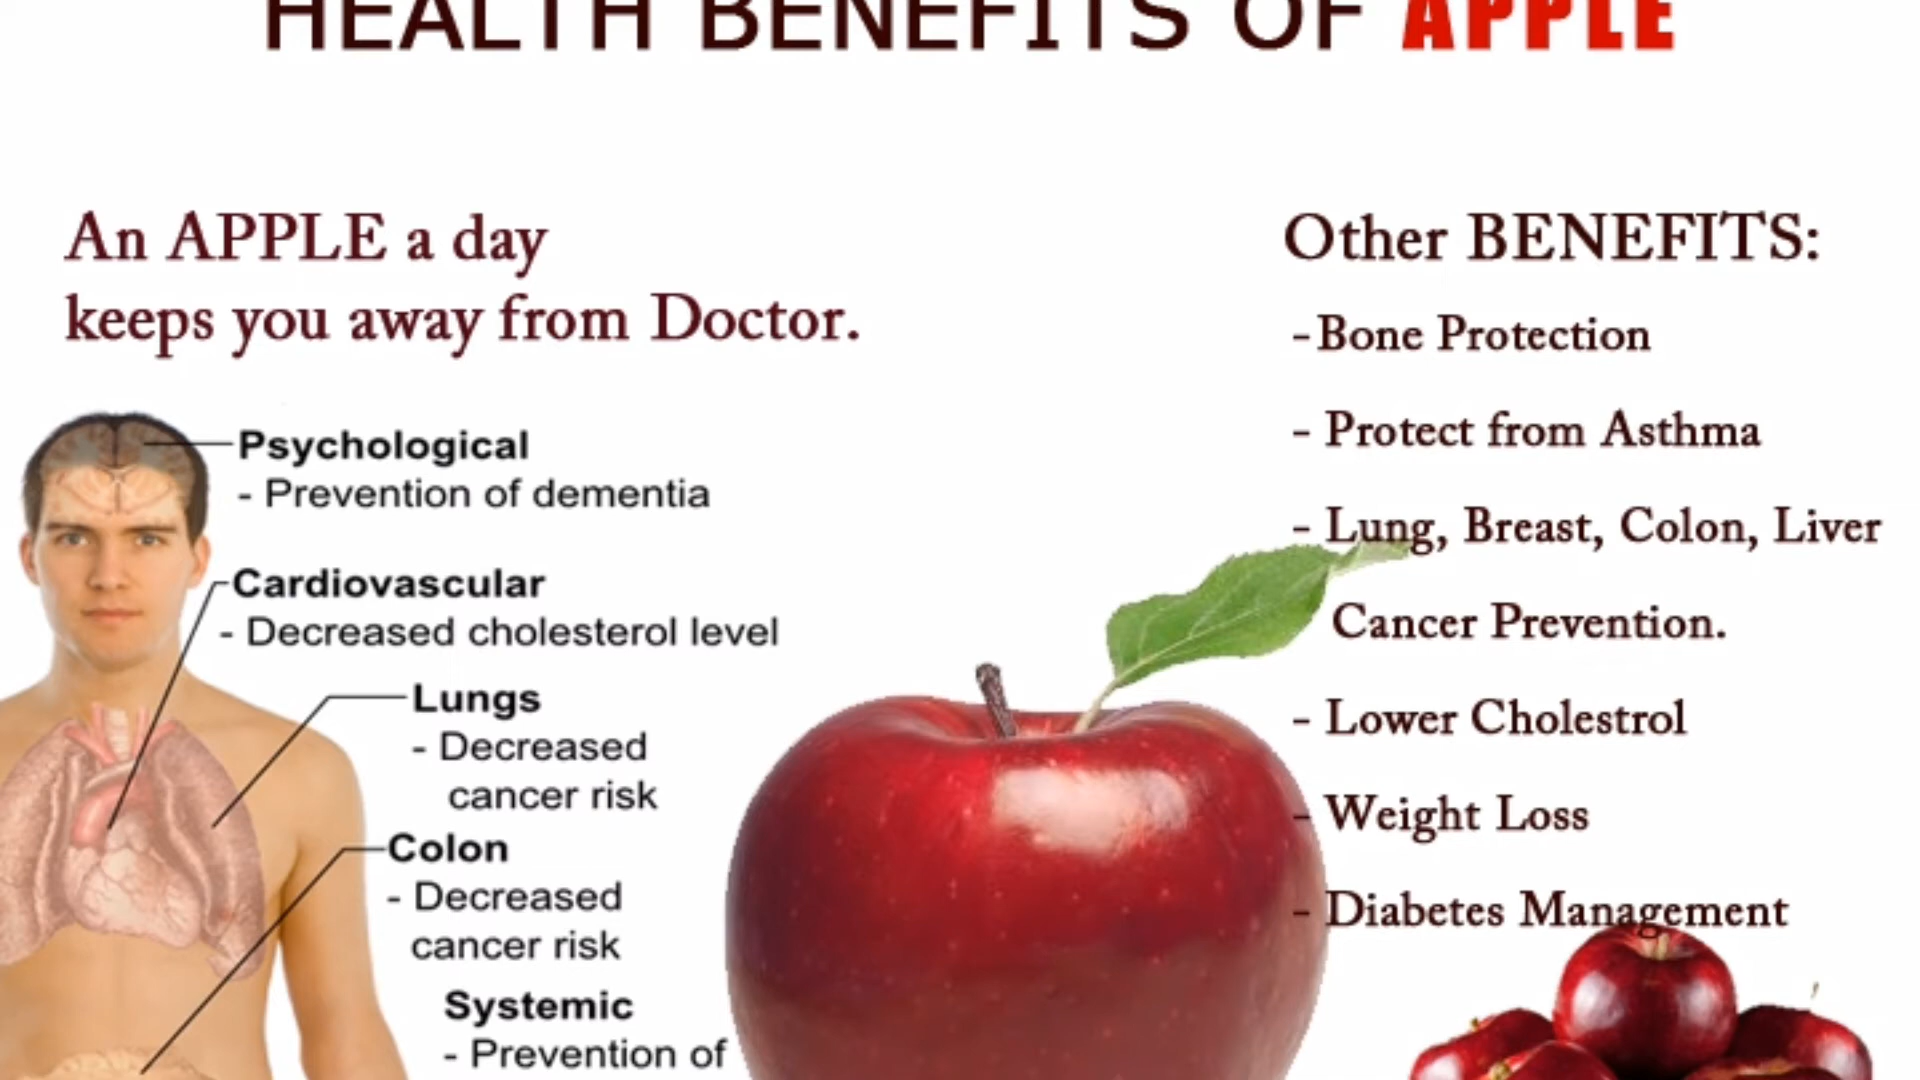 HEALTH BENEFITS OF APPLE
An APPLE a day
keeps you away from Doctor.
Psychological
- Prevention of dementia
Cardiovascular
- Decreased cholesterol level
Lungs
- Decreased
cancer risk
Colon
- Decreased
cancer risk
Systemic
- Prevention of
Other BENEFITS:
- Bone Protection
- Protect from Asthma
- Lung, Breast, Colon, Liver
Cancer Prevention.
- Lower Cholestrol
- Weight Loss
- Diabetes Management